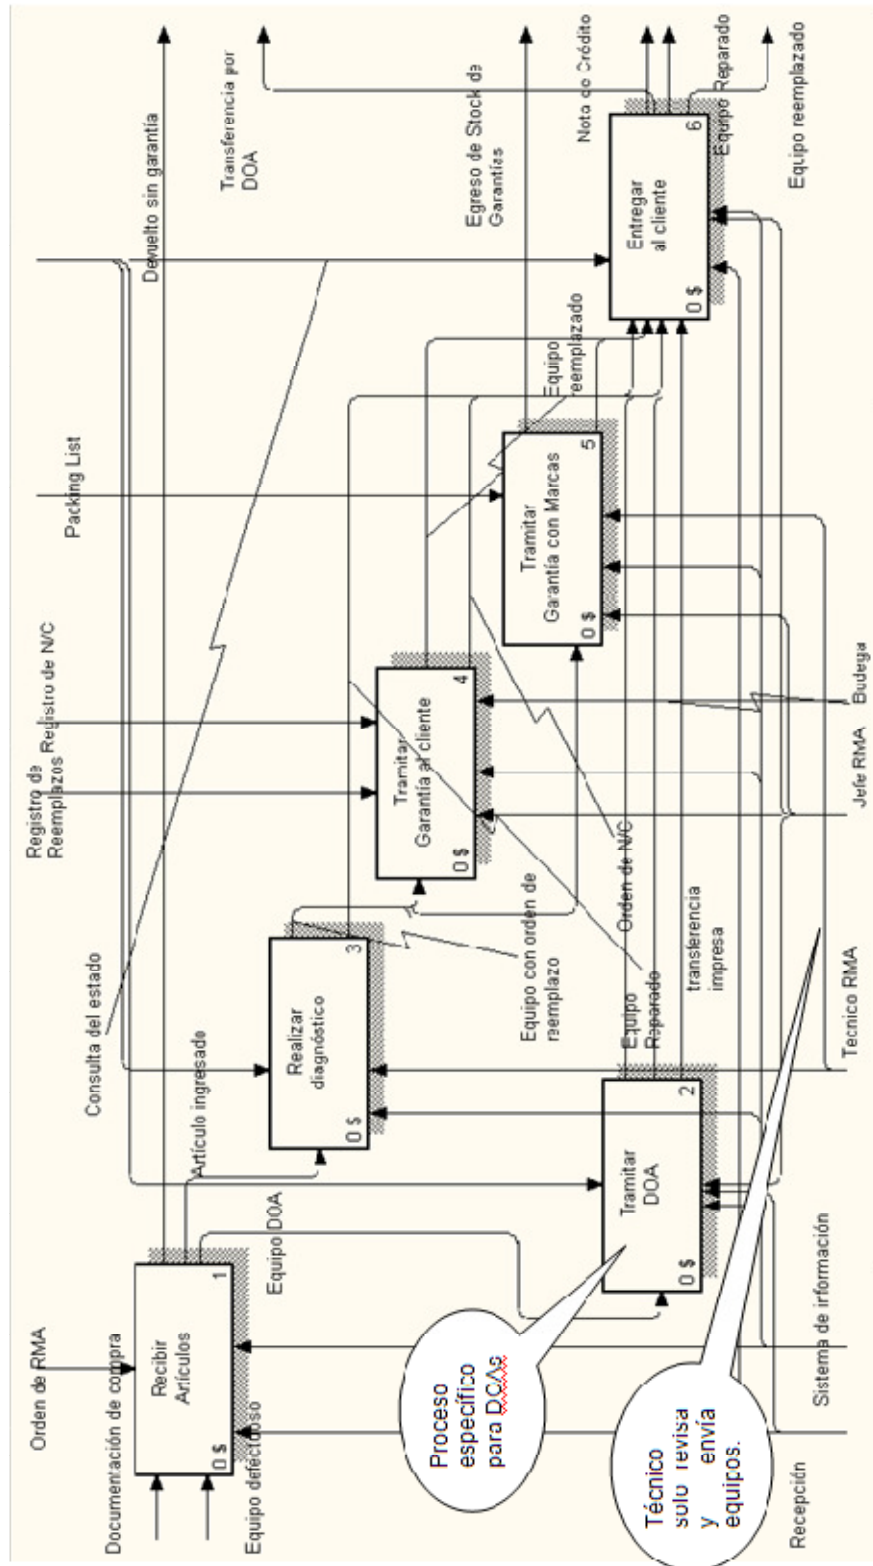 Orden de RMA
Documentación de compra
Equipo defectuoso
Recibir
Artículos
0 $
1
Devuelto sin garantía
Artículo ingresado
Equipo DOA
Consulta del estado
Realizar
diagnóstico
0 $
3
Tramitar
DOA
0 $
2
Equipo con orden de
reemplazo
Registro de
Reemplazos
Registro de N/C
Tramitar
Garantía al cliente
0 $
4
Orden de N/C
Equipo
Reparado
transferencia
impresa
Packing List
Tramitar
Garantía con Marcas
0 $
5
Equipo
reemplazado
Transferencia por
DOA
Egreso de Stock de
Garantías
Nota de Crédito
Equipo Reparado
Equipo reemplazado
Entregar
al cliente
0 $
6
Proceso
específico
para DOAs
Técnico
solo revisa
y envía
equipos.
Recepción
Sistema de información
Tecnico RMA
Jefe RMA
Budega